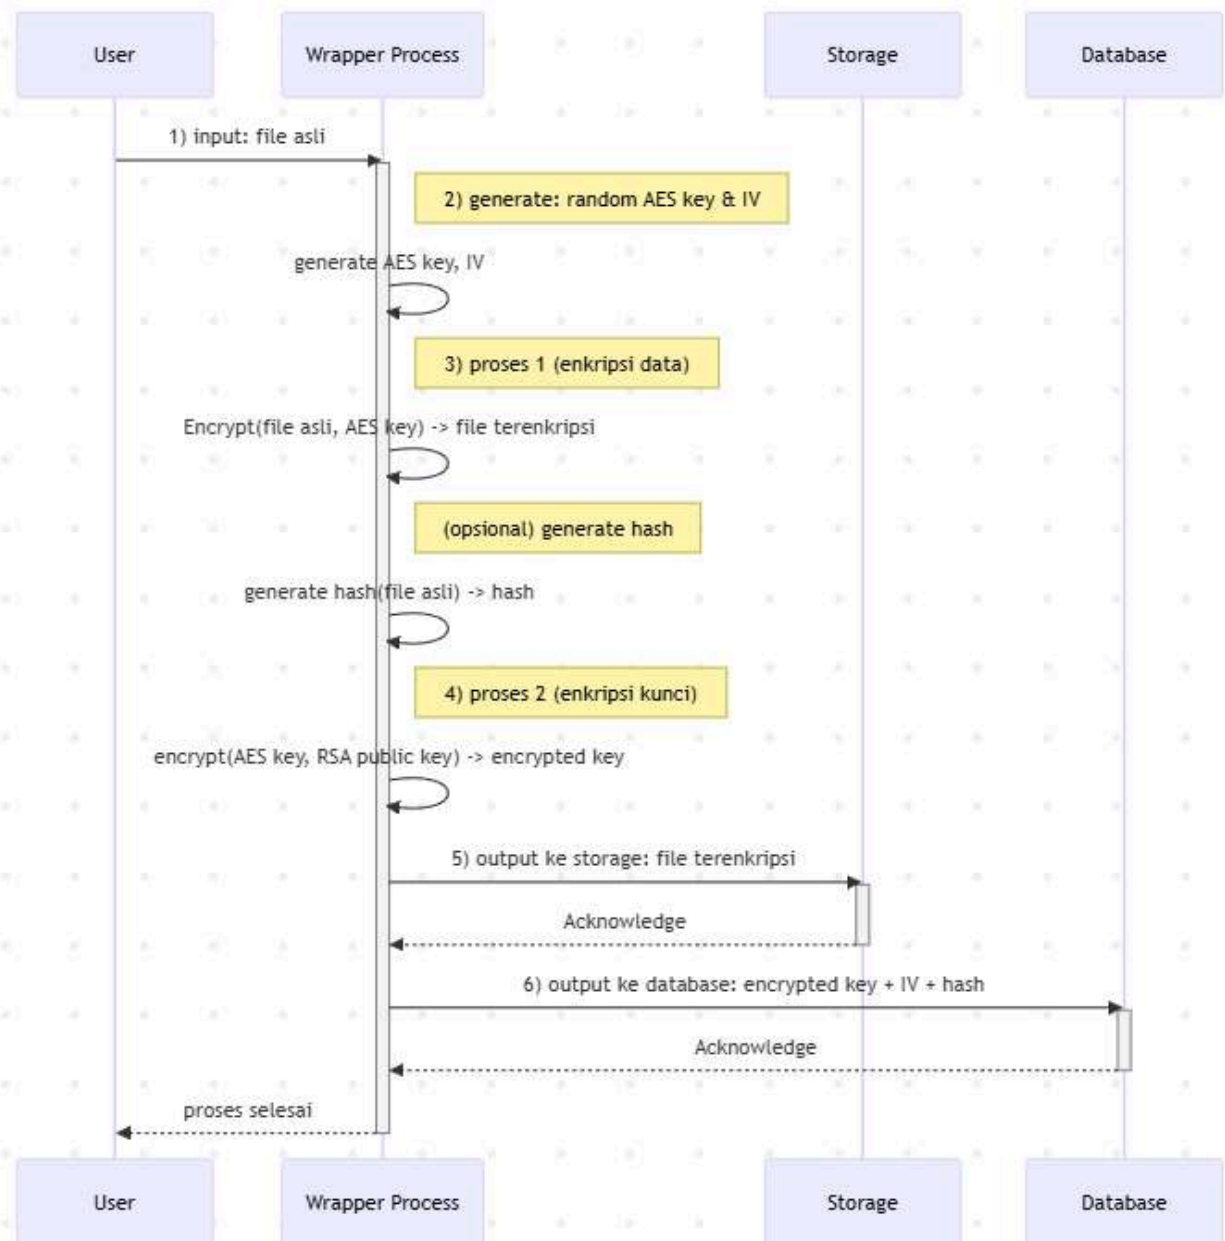 User
Wrapper Process
Storage
Database
1) input: file asli
2) generate: random AES key & IV
generate AES key, IV
3) proses 1 (enkripsi data)
Encrypt(file asli, AES key) -> file terenkripsi
(opsional) generate hash
generate hash(file asli) -> hash
4) proses 2 (enkripsi kunci)
encrypt(AES key, RSA public key) -> encrypted key
5) output ke storage: file terenkripsi
Acknowledge
6) output ke database: encrypted key + IV + hash
Acknowledge
proses selesai
User
Wrapper Process
Storage
Database